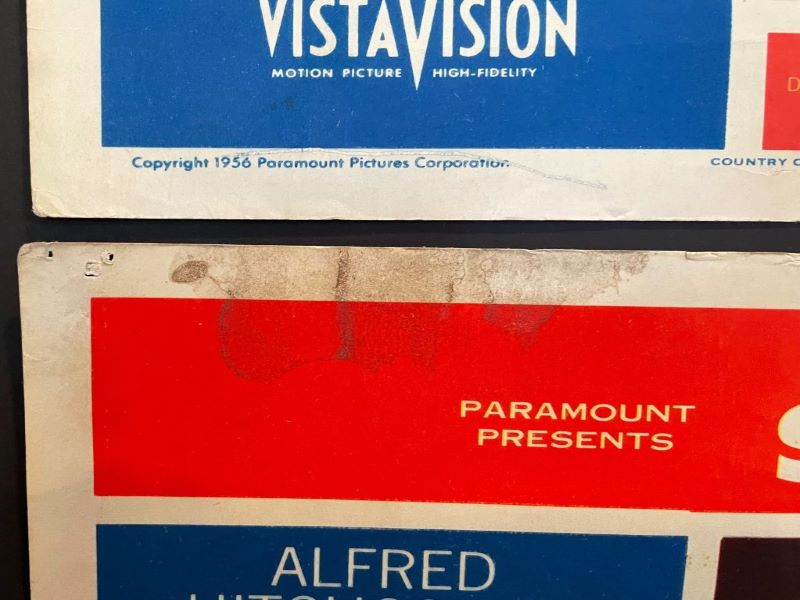 VISTAVISION
MOTION PICTURE HIGH-FIDELITY
Copyright 1956 Paramount Pictures Corporation
COUNTRY
PARAMOUNT
PRESENTS
ALFRED